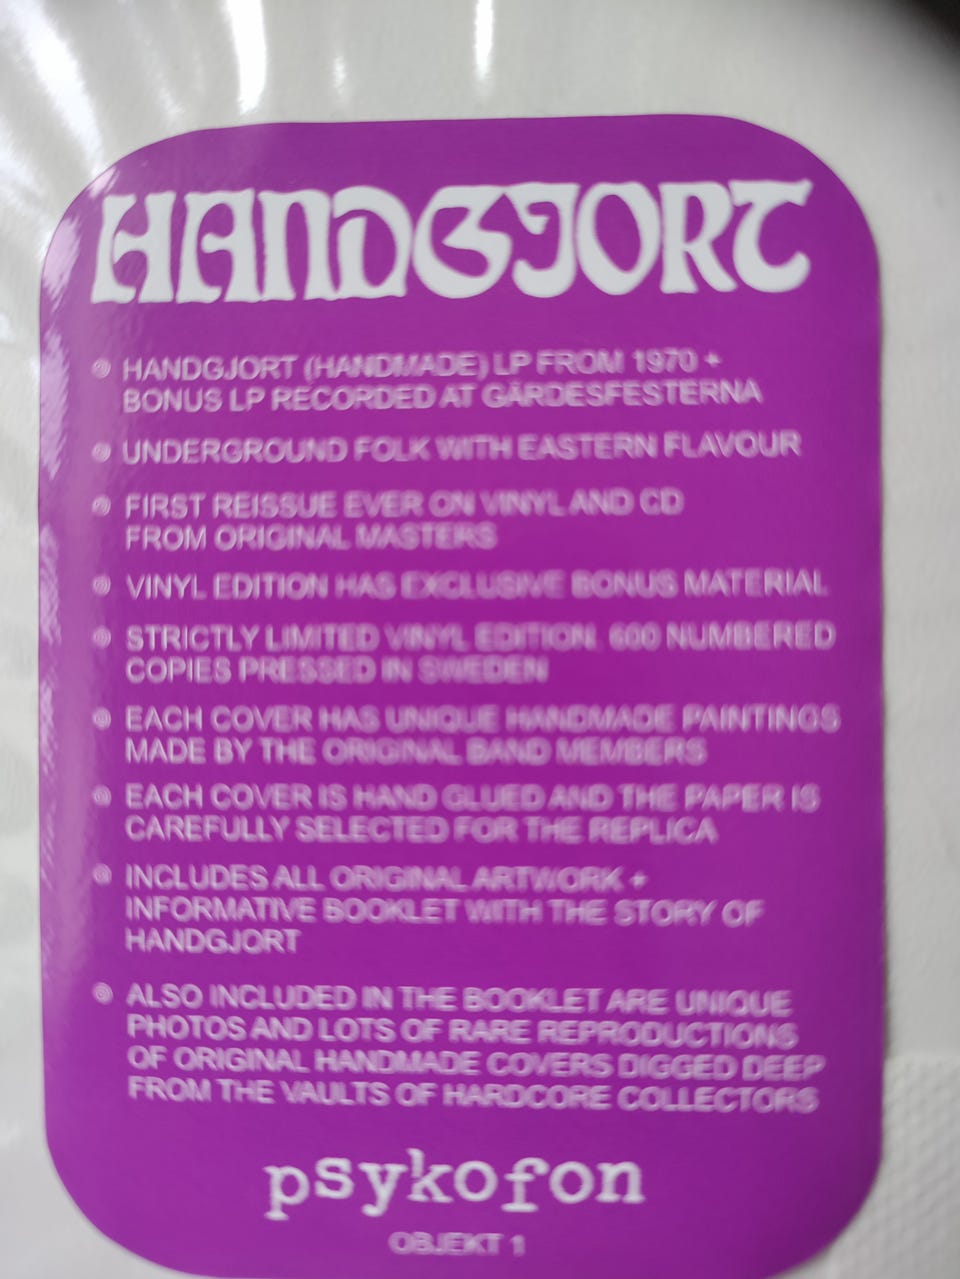 HANDGJORT
HANDGJORT (HANDMADE) LP FROM 1970 +
BONUS LP RECORDED AT GÄRDESFESTERNA
UNDERGROUND FOLK WITH EASTERN FLAVOUR
FIRST REISSUE EVER ON VINYL AND CD
FROM ORIGINAL MASTERS
VINYL EDITION HAS EXCLUSIVE BONUS MATERIAL
STRICTLY LIMITED VINYL EDITION. 600 NUMBERED
COPIES PRESSED IN SWEDEN
EACH COVER HAS UNIQUE HANDMADE PAINTINGS
MADE BY THE ORIGINAL BAND MEMBERS
EACH COVER IS HAND GLUED AND THE PAPER IS
CAREFULLY SELECTED FOR THE REPLICA
INCLUDES ALL ORIGINAL ARTWORK +
INFORMATIVE BOOKLET WITH THE STORY OF
HANDGJORT
ALSO INCLUDED IN THE BOOKLET ARE UNIQUE
PHOTOS AND LOTS OF RARE REPRODUCTIONS
OF ORIGINAL HANDMADE COVERS DIGGED DEEP
FROM THE VAULTS OF HARDCORE COLLECTORS
psykofon
OBJEKT 1